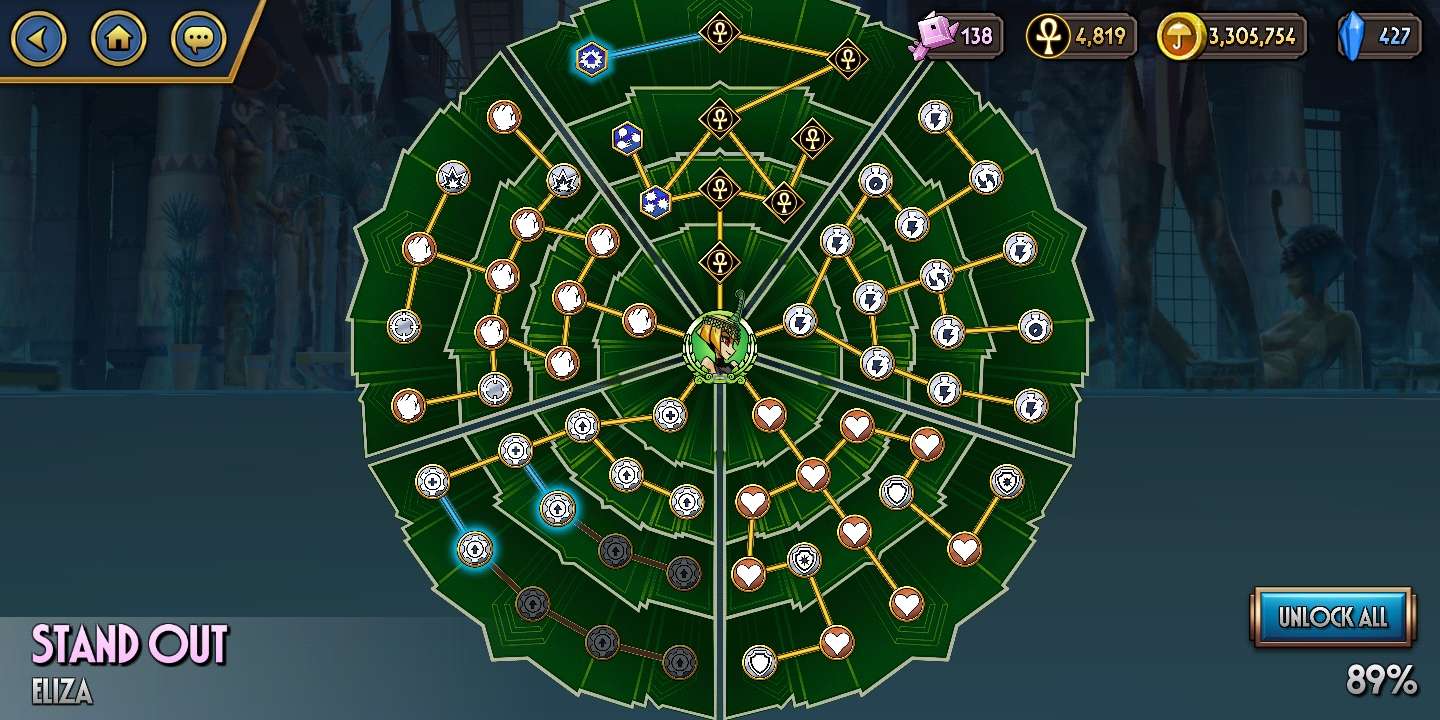 138
4,819
3,305,754
427
STAND OUT
ELIZA
UNLOCK ALL
89%